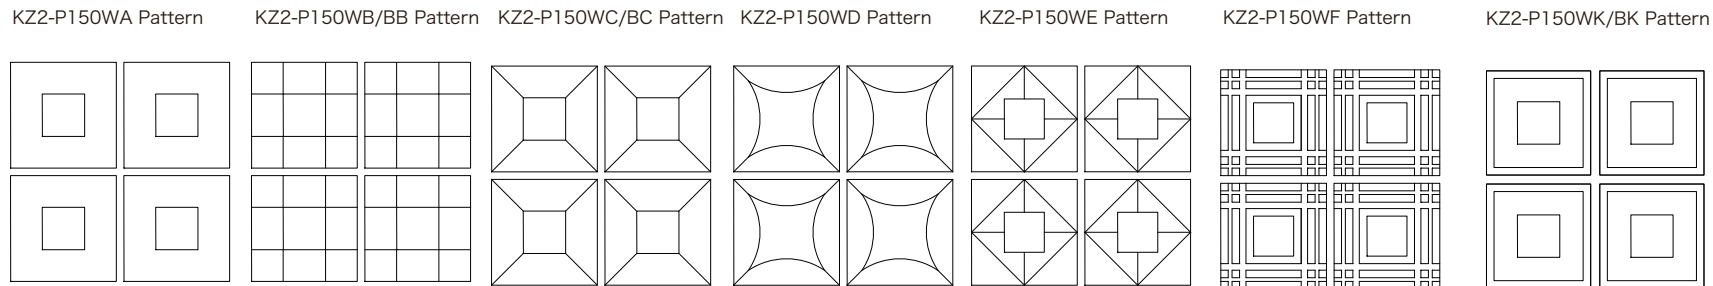 KZ2-P150WA Pattern
KZ2-P150WB/BB Pattern
KZ2-P150WC/BC Pattern
KZ2-P150WD Pattern
KZ2-P150WE Pattern
KZ2-P150WF Pattern
KZ2-P150WK/BK Pattern